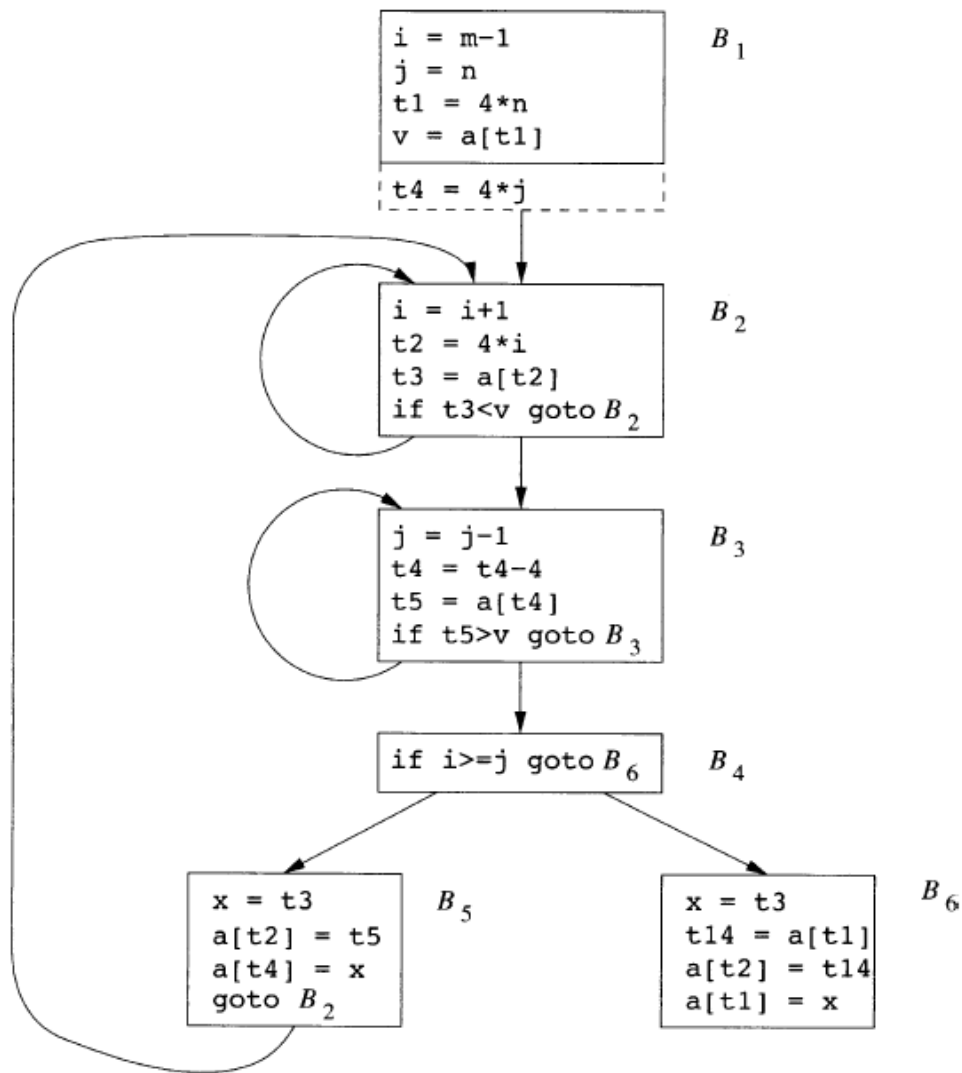 i = m-1
j = n
t1 = 4*n
v = a[t1]
t4 = 4*j
B1
i = i+1
t2 = 4*i
t3 = a[t2]
if t3<v goto B2
B2
j = j-1
t4 = t4-4
t5 = a[t4]
if t5>v goto B3
B3
if i>=j goto B6
B4
x = t3
a[t2] = t5
a[t4] = x
goto B2
B5
x = t3
t14 = a[t1]
a[t2] = t14
a[t1] = x
B6